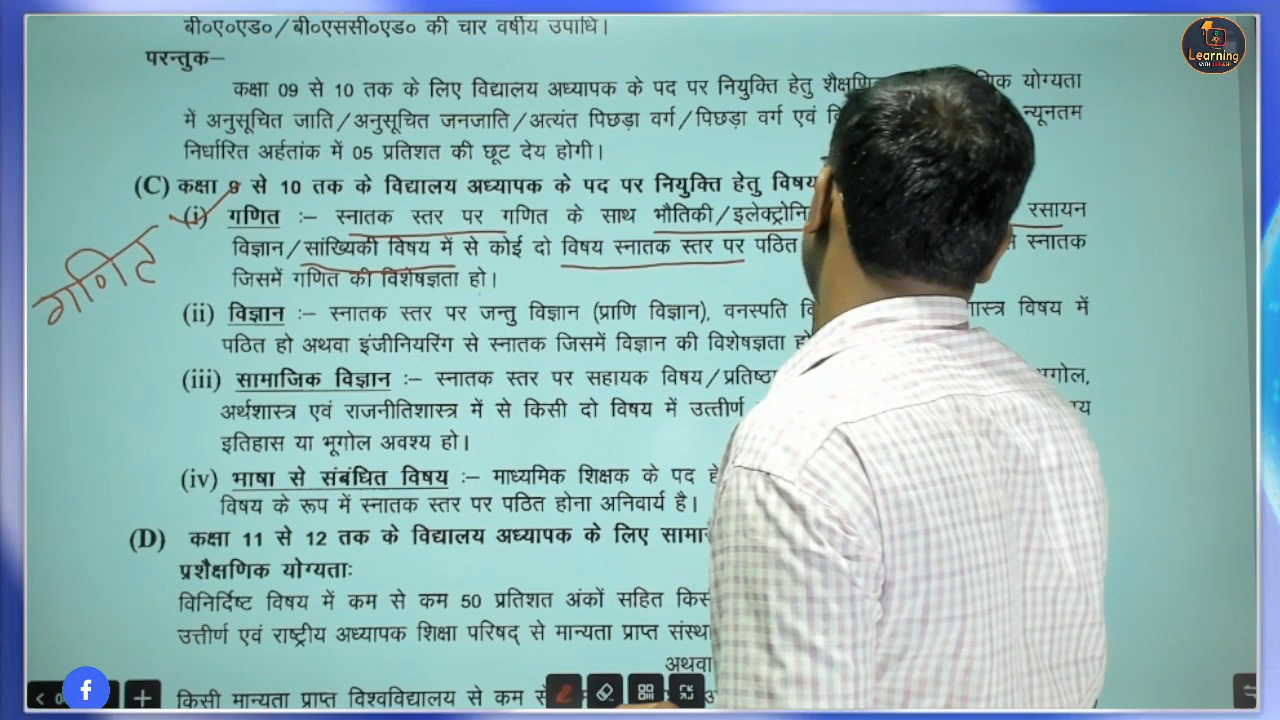 बी०ए०एड०/बी०एससी०एड० की चार वर्षीय उपाधि।
Learning
परन्तुक–
कक्षा 09 से 10 तक के लिए विद्यालय अध्यापक के पद पर नियुक्ति हेतु योग्यता
में अनुसूचित जाति/अनुसूचित जनजाति/अत्यंत पिछड़ा वर्ग/पिछड़ा वर्ग एवं न्यूनतम
निर्धारित अर्हतांक में 05 प्रतिशत की छूट देय होगी।
(C) कक्षा 9 से 10 तक के विद्यालय अध्यापक के पद पर नियुक्ति हेतु विषय
(i) गणित :– स्नातक स्तर पर गणित के साथ भौतिकी/ रसायन
विज्ञान/सांख्यिकी विषय में से कोई दो विषय स्नातक स्तर पर पठित स्नातक
जिसमें गणित की विशेषज्ञता हो।
गणित
(ii) विज्ञान :– स्नातक स्तर पर जन्तु विज्ञान (प्राणि विज्ञान), वनस्पति विषय में
पठित हो अथवा इंजीनियरिंग से स्नातक जिसमें विज्ञान की विशेषज्ञता
(iii) सामाजिक विज्ञान :– स्नातक स्तर पर सहायक विषय/
अर्थशास्त्र एवं राजनीतिशास्त्र में से किसी दो विषय में उत्तीर्ण
इतिहास या भूगोल अवश्य हो।
(iv) भाषा से संबंधित विषय :– माध्यमिक शिक्षक के पद
विषय के रूप में स्नातक स्तर पर पठित होना अनिवार्य है।
(D) कक्षा 11 से 12 तक के विद्यालय अध्यापक के लिए
प्रशैक्षणिक योग्यताः
विनिर्दिष्ट विषय में कम से कम 50 प्रतिशत अंकों सहित
उत्तीर्ण एवं राष्ट्रीय अध्यापक शिक्षा परिषद् से मान्यता प्राप्त
अथवा
किसी मान्यता प्राप्त विश्वविद्यालय से कम से